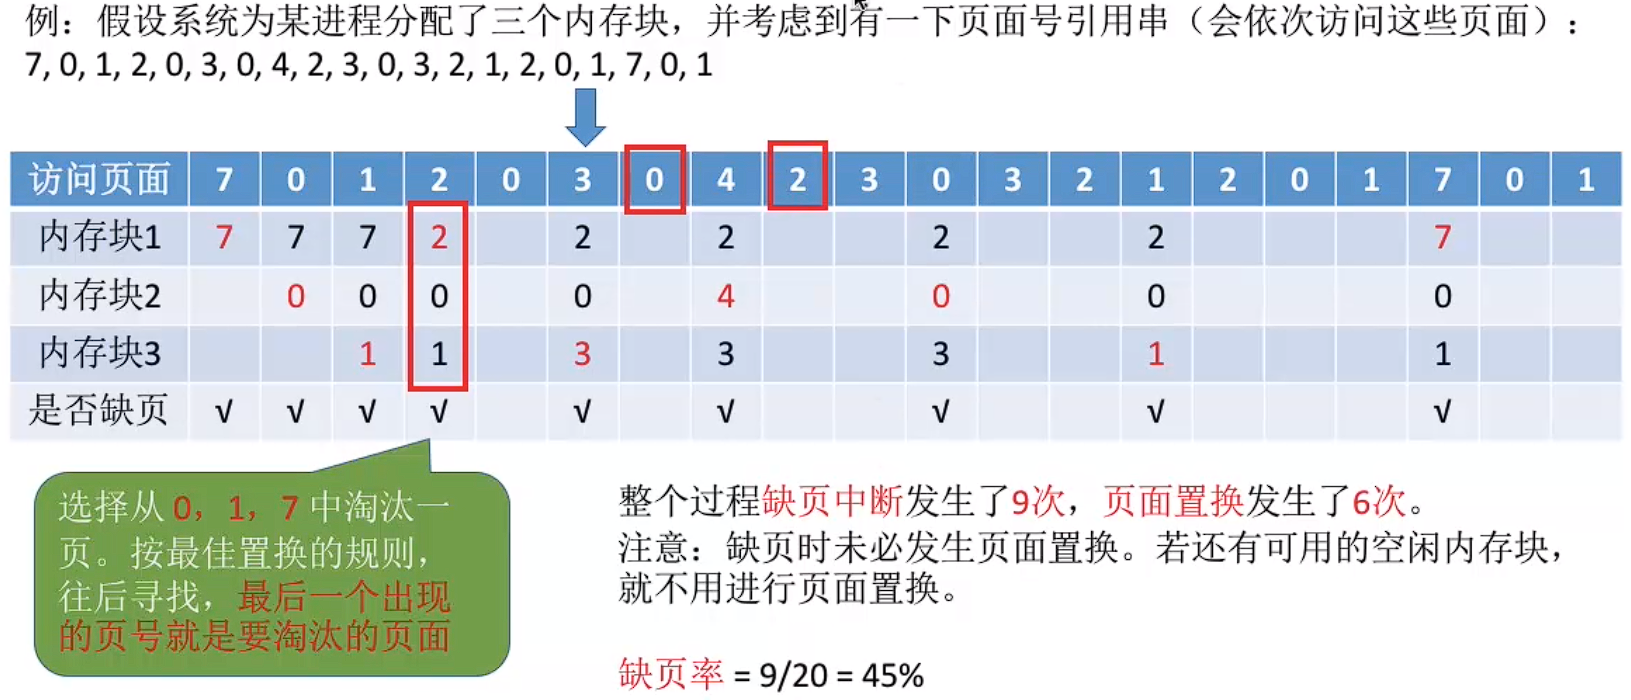 例：假设系统为某进程分配了三个内存块，并考虑到有一下页面号引用串（会依次访问这些页面）：
7, 0, 1, 2, 0, 3, 0, 4, 2, 3, 0, 3, 2, 1, 2, 0, 1, 7, 0, 1
访问页面 7 0 1 2 0 3 0 4 2 3 0 3 2 1 2 0 1 7 0 1
内存块1 7 7 7 2 2 2 2 2 7
内存块2 0 0 0 0 4 0 0 0
内存块3 1 1 3 3 3 1 1
是否缺页 √ √ √ √ √ √ √ √ √
选择从 0，1，7 中淘汰一
页。按最佳置换的规则，
往后寻找，最后一个出现
的页号就是要淘汰的页面
整个过程缺页中断发生了9次，页面置换发生了6次。
注意：缺页时未必发生页面置换。若还有可用的空闲内存块，
就不用进行页面置换。
缺页率 = 9/20 = 45%